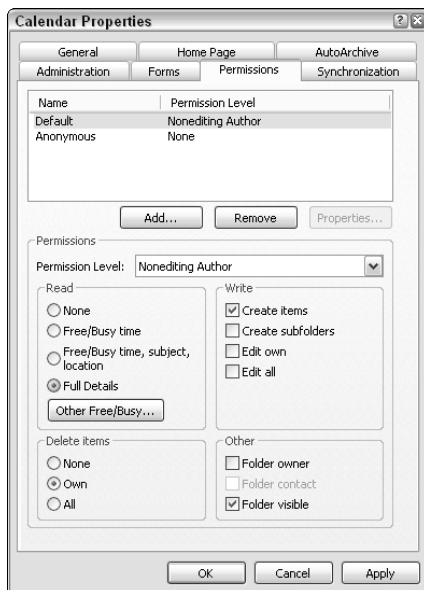 Calendar Properties
General Home Page AutoArchive
Administration Forms Permissions Synchronization
Name Permission Level
Default Nonediting Author
Anonymous None
Add... Remove Properties...
Permissions
Permission Level: Nonediting Author
Read
None
Free/Busy time
Free/Busy time, subject,
location
Full Details
Other Free/Busy...
Write
Create items
Create subfolders
Edit own
Edit all
Delete items
None
Own
All
Other
Folder owner
Folder contact
Folder visible
OK Cancel Apply